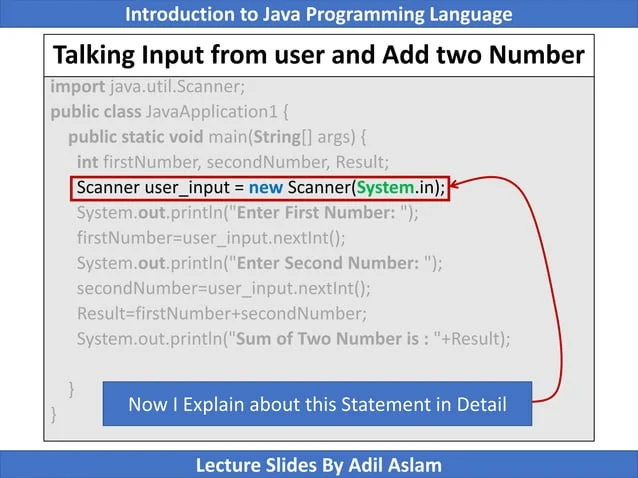 Introduction to Java Programming Language
Talking Input from user and Add two Number
import java.util.Scanner;
public class JavaApplication1 {
public static void main(String[] args) {
int firstNumber, secondNumber, Result;
Scanner user_input = new Scanner(System.in);
System.out.println("Enter First Number: ");
firstNumber=user_input.nextInt();
System.out.println("Enter Second Number: ");
secondNumber=user_input.nextInt();
Result=firstNumber+secondNumber;
System.out.println("Sum of Two Number is : "+Result);
}
}
Now I Explain about this Statement in Detail
Lecture Slides By Adil Aslam